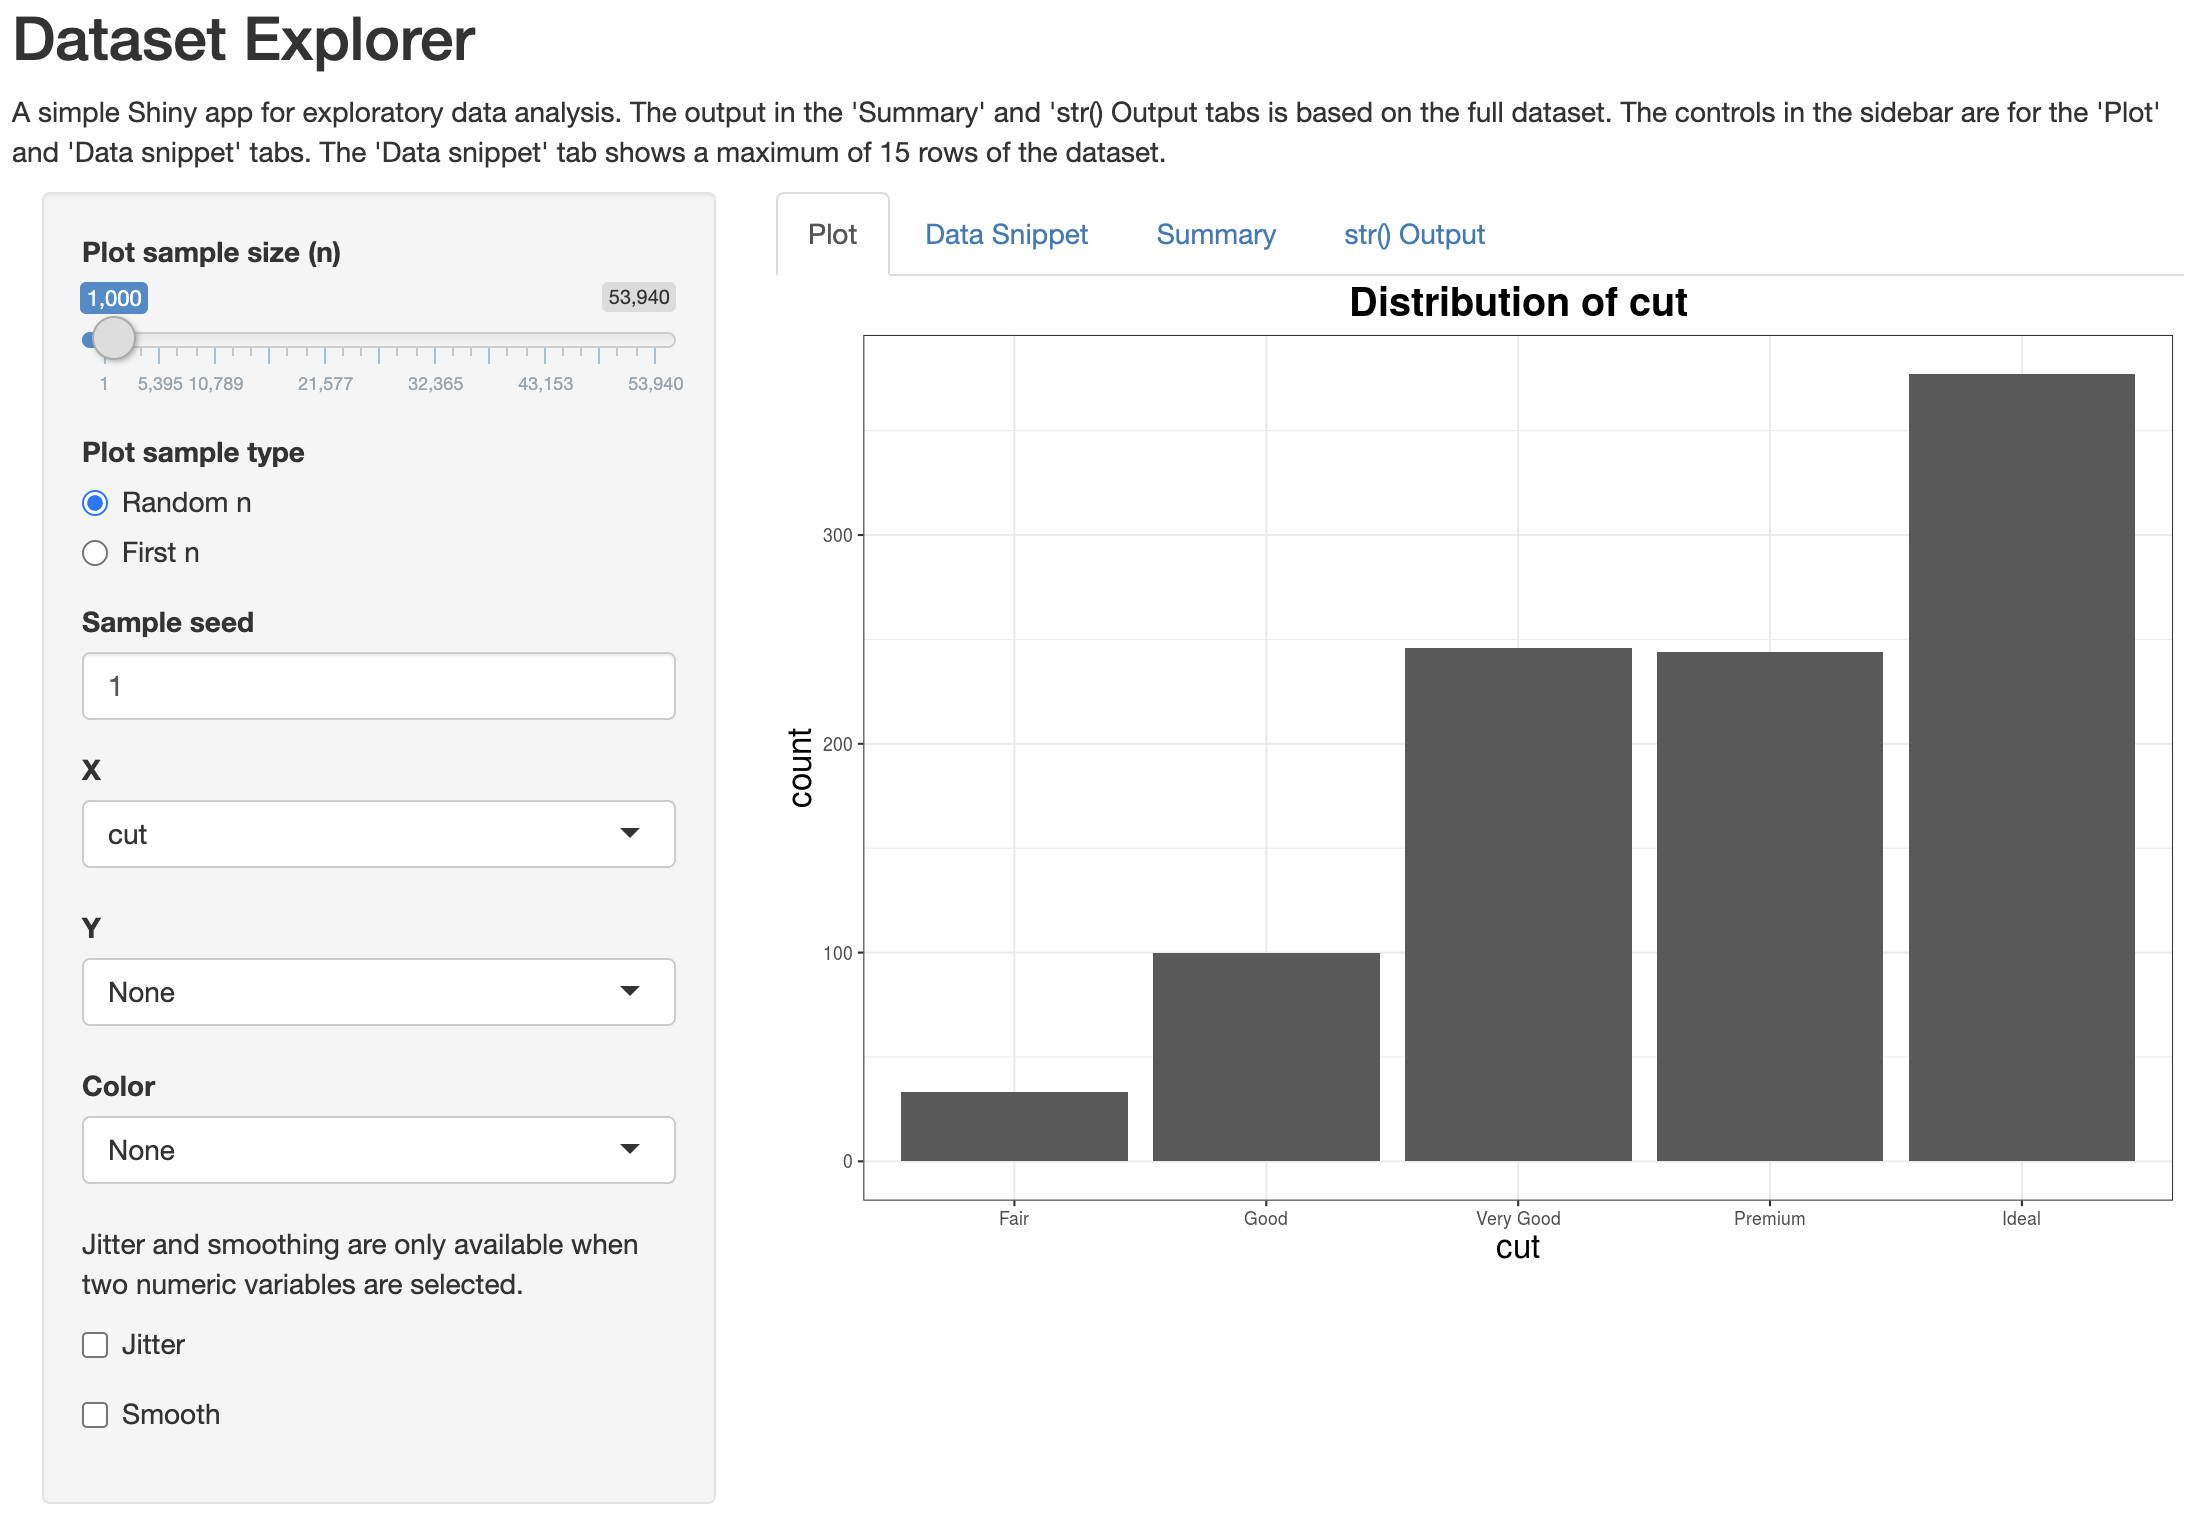 Dataset Explorer
A simple Shiny app for exploratory data analysis. The output in the 'Summary' and 'str() Output tabs is based on the full dataset. The controls in the sidebar are for the 'Plot'
and 'Data snippet' tabs. The 'Data snippet' tab shows a maximum of 15 rows of the dataset.
Plot sample size (n)
1,000 53,940
1 5,395 10,789 21,577 32,365 43,153 53,940
Plot sample type
Random n
First n
Sample seed
1
X
cut
Y
None
Color
None
Jitter and smoothing are only available when
two numeric variables are selected.
Jitter
Smooth
Plot Data Snippet Summary str() Output
Distribution of cut
count
300
200
100
0
Fair Good Very Good Premium Ideal
cut